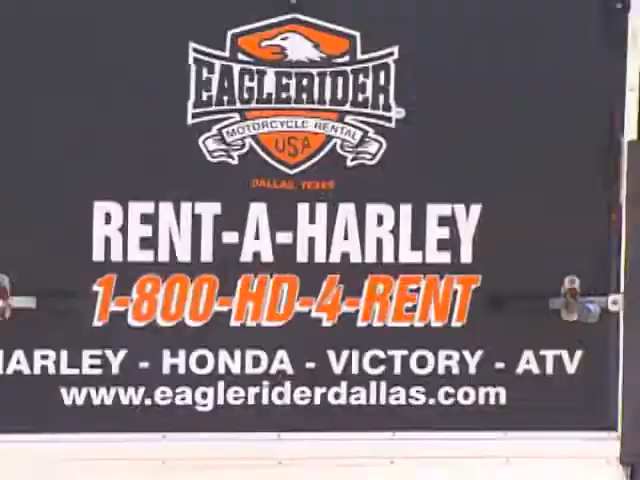 EAGLERIDER
MOTORCYCLE RENTAL
USA
DALLAS, TEXAS
RENT-A-HARLEY
1-800-HD-4-RENT
HARLEY - HONDA - VICTORY - ATV
www.eagleriderdallas.com